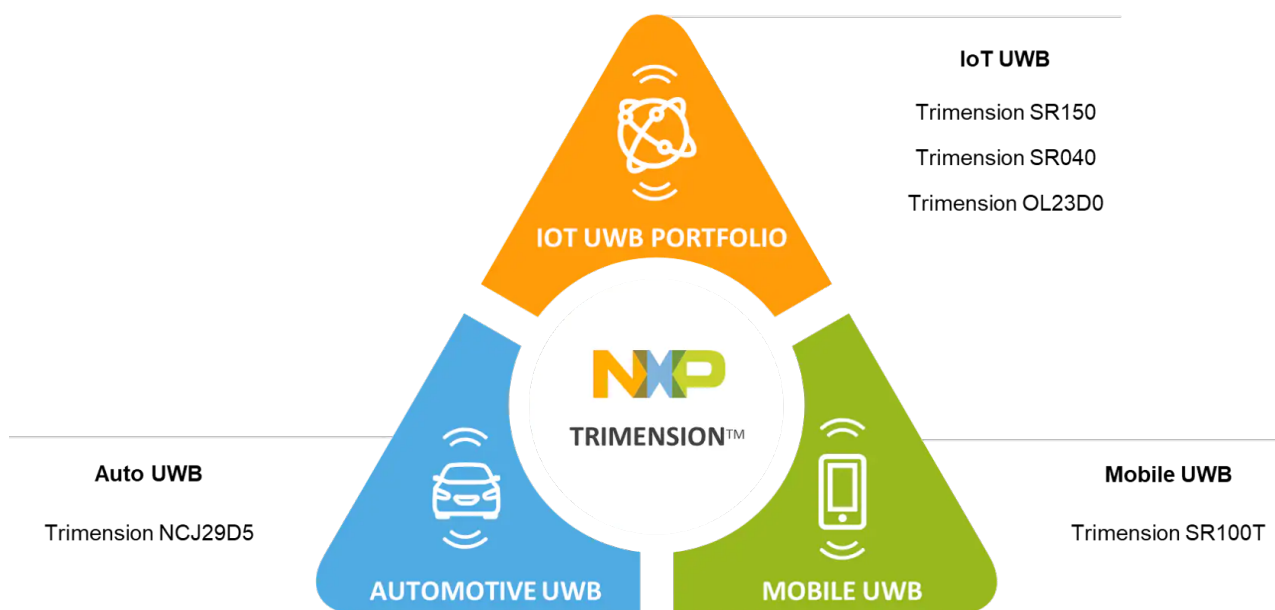 IoT UWB
Trimension SR150
Trimension SR040
Trimension OL23D0
IOT UWB PORTFOLIO
NXP
TRIMENSION™
Auto UWB
Trimension NCJ29D5
Mobile UWB
Trimension SR100T
AUTOMOTIVE UWB
MOBILE UWB